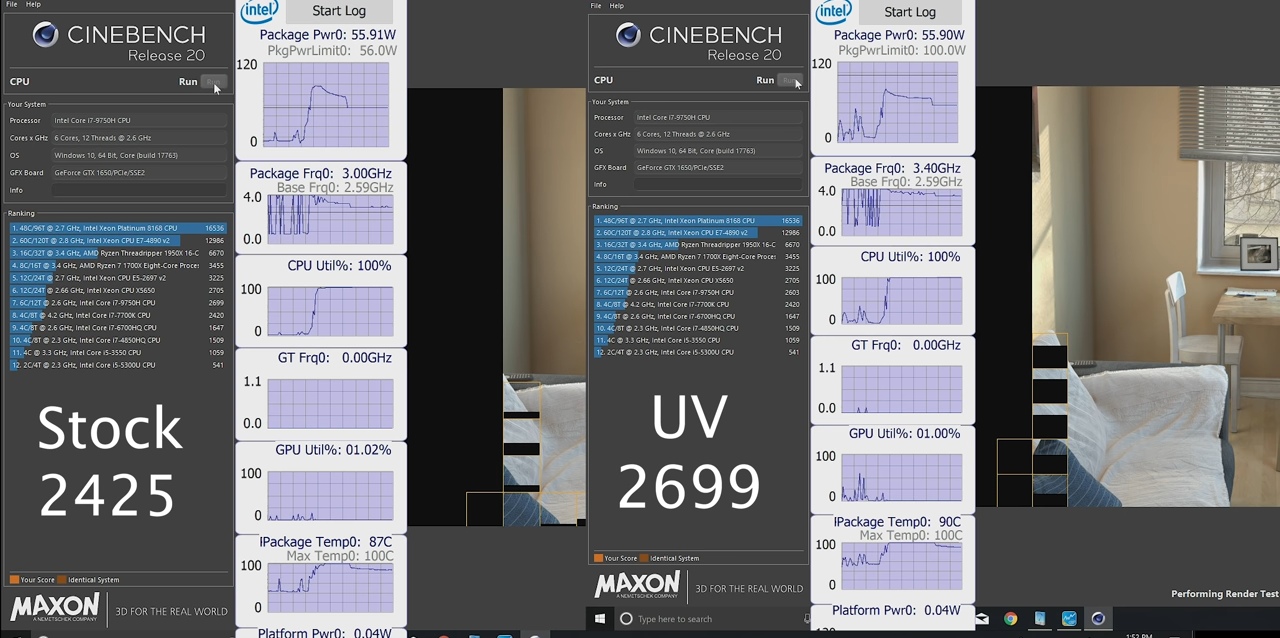 File Help
CINEBENCH
Release 20
CPU Run
Your System
Processor Intel Core i7-9750H CPU
Cores x GHz 6 Cores, 12 Threads @ 2.6 GHz
OS Windows 10, 64 Bit, Core (build 17763)
GFX Board GeForce GTX 1650/PCIe/SSE2
Info
Ranking
1. 48C/96T @ 2.7 GHz, Intel Xeon Platinum 8168 CPU 16536
2. 60C/120T @ 2.8 GHz, Intel Xeon CPU E7-4890 v2 12986
3. 16C/32T @ 3.4 GHz, AMD Ryzen Threadripper 1950X 16-C 6670
4. 8C/16T @ 3.4 GHz, AMD Ryzen 7 1700X Eight-Core Proces 3455
5. 12C/24T @ 2.7 GHz, Intel Xeon CPU E5-2697 v2 3225
6. 12C/24T @ 2.66 GHz, Intel Xeon CPU X5650 2705
7. 6C/12T @ 2.6 GHz, Intel Core i7-9750H CPU 2699
8. 4C/8T @ 4.2 GHz, Intel Core i7-7700K CPU 2420
9. 4C/8T @ 2.6 GHz, Intel Core i7-6700HQ CPU 1647
10. 4C/8T @ 2.3 GHz, Intel Core i7-4850HQ CPU 1509
11. 4C @ 3.3 GHz, Intel Core i5-3550 CPU 1059
12. 2C/4T @ 2.3 GHz, Intel Core i5-5300U CPU 541
Stock
2425
Your Score Identical System
MAXON
A NEMETSCHEK COMPANY
3D FOR THE REAL WORLD
intel
Start Log
Package Pwr0: 55.91W
PkgPwrLimit0: 56.0W
120
0
Package Frq0: 3.00GHz
Base Frq0: 2.59GHz
4.0
0.0
CPU Util%: 100%
100
0
GT Frq0: 0.00GHz
1.1
0.0
GPU Util%: 01.02%
100
0
Package Temp0: 87C
Max Temp0: 100C
100
0
Platform Pwr0: 0.04W
File Help
CINEBENCH
Release 20
CPU Run
Your System
Processor Intel Core i7-9750H CPU
Cores x GHz 6 Cores, 12 Threads @ 2.6 GHz
OS Windows 10, 64 Bit, Core (build 17763)
GFX Board GeForce GTX 1650/PCIe/SSE2
Info
Ranking
1. 48C/96T @ 2.7 GHz, Intel Xeon Platinum 8168 CPU 16536
2. 60C/120T @ 2.8 GHz, Intel Xeon CPU E7-4890 v2 12986
3. 16C/32T @ 3.4 GHz, AMD Ryzen Threadripper 1950X 16-C 6670
4. 8C/16T @ 3.4 GHz, AMD Ryzen 7 1700X Eight-Core Proces 3455
5. 12C/24T @ 2.7 GHz, Intel Xeon CPU E5-2697 v2 3225
6. 12C/24T @ 2.66 GHz, Intel Xeon CPU X5650 2705
7. 6C/12T @ 2.6 GHz, Intel Core i7-9750H CPU 2603
8. 4C/8T @ 4.2 GHz, Intel Core i7-7700K CPU 2420
9. 4C/8T @ 2.6 GHz, Intel Core i7-6700HQ CPU 1647
10. 4C/8T @ 2.3 GHz, Intel Core i7-4850HQ CPU 1509
11. 4C @ 3.3 GHz, Intel Core i5-3550 CPU 1059
12. 2C/4T @ 2.3 GHz, Intel Core i5-5300U CPU 541
UV
2699
Your Score Identical System
MAXON
A NEMETSCHEK COMPANY
3D FOR THE REAL WORLD
Type here to search
intel
Start Log
Package Pwr0: 55.90W
PkgPwrLimit0: 100.0W
120
0
Package Frq0: 3.40GHz
Base Frq0: 2.59GHz
4.0
0.0
CPU Util%: 100%
100
0
GT Frq0: 0.00GHz
1.1
0.0
GPU Util%: 01.00%
100
0
Package Temp0: 90C
Max Temp0: 100C
100
0
Platform Pwr0: 0.04W
Performing Render Test